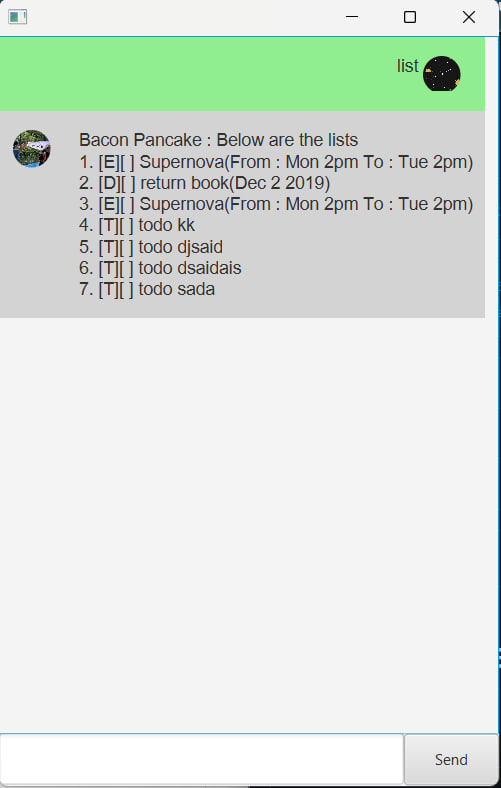 list
Bacon Pancake : Below are the lists
1. [E][ ] Supernova(From : Mon 2pm To : Tue 2pm)
2. [D][ ] return book(Dec 2 2019)
3. [E][ ] Supernova(From : Mon 2pm To : Tue 2pm)
4. [T][ ] todo kk
5. [T][ ] todo djsaid
6. [T][ ] todo dsaidais
7. [T][ ] todo sada
Send